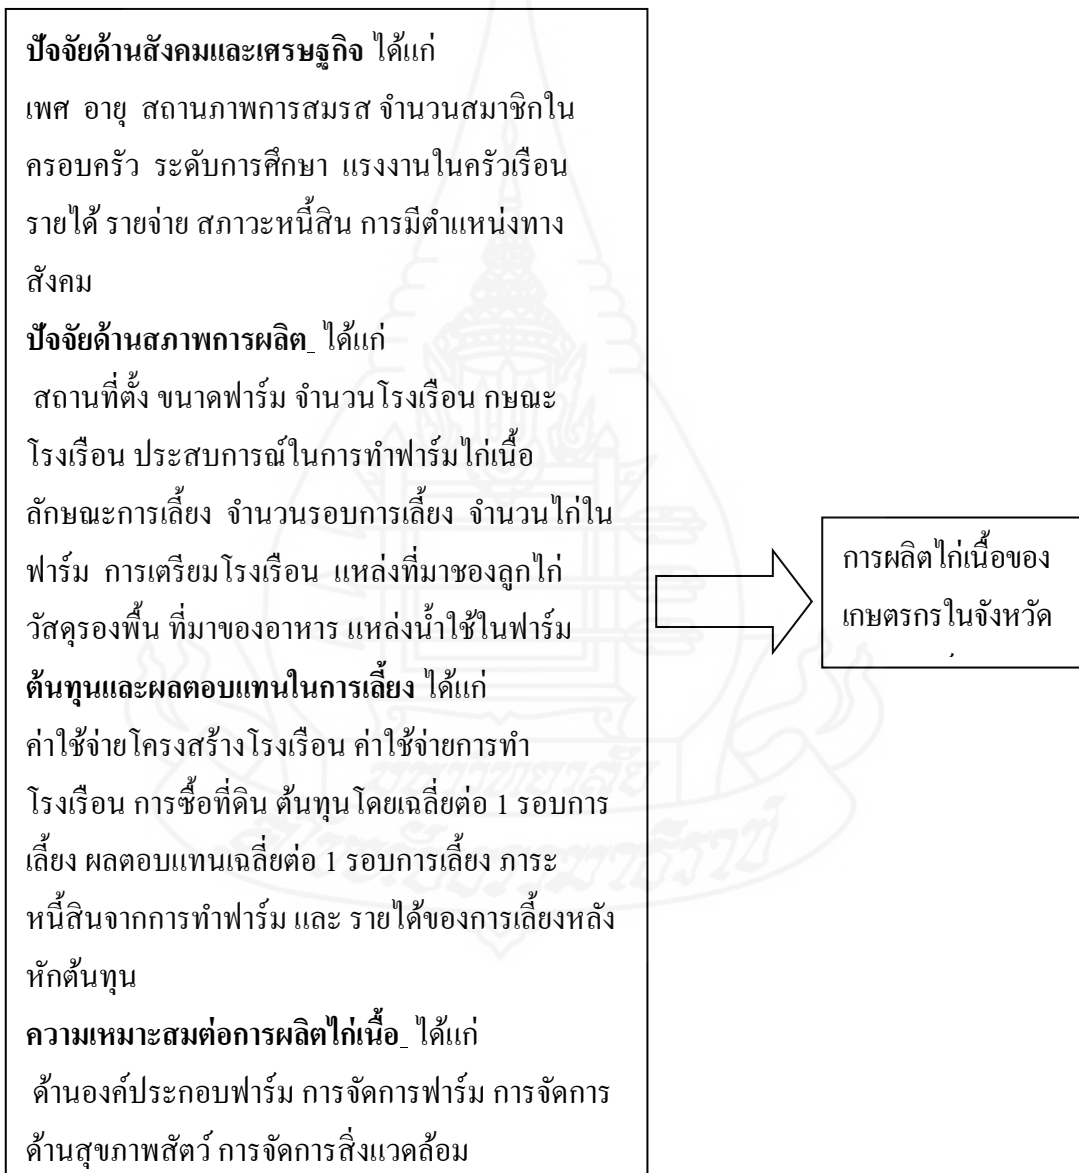 ปัจจัยด้านสังคมและเศรษฐกิจ ได้แก่
เพศ อายุ สถานภาพการสมรส จำนวนสมาชิกใน
ครอบครัว ระดับการศึกษา แรงงานในครัวเรือน
รายได้ รายจ่าย สภาวะหนี้สิน การมีตำแหน่งทาง
สังคม
ปัจจัยด้านสภาพการผลิต ได้แก่
สถานที่ตั้ง ขนาดฟาร์ม จำนวนโรงเรือน กษณะ
โรงเรือน ประสบการณ์ในการทำฟาร์มไก่เนื้อ
ลักษณะการเลี้ยง จำนวนรอบการเลี้ยง จำนวนไก่ใน
ฟาร์ม การเตรียมโรงเรือน แหล่งที่มาชองลูกไก่
วัสดุรองพื้น ที่มาของอาหาร แหล่งน้ำใช้ในฟาร์ม
ต้นทุนและผลตอบแทนในการเลี้ยง ได้แก่
ค่าใช้จ่ายโครงสร้างโรงเรือน ค่าใช้จ่ายการทำ
โรงเรือน การซื้อที่ดิน ต้นทุนโดยเฉลี่ยต่อ 1 รอบการ
เลี้ยง ผลตอบแทนเฉลี่ยต่อ 1 รอบการเลี้ยง ภาระ
หนี้สินจากการทำฟาร์ม และ รายได้ของการเลี้ยงหลัง
หักต้นทุน
ความเหมาะสมต่อการผลิตไก่เนื้อ ได้แก่
ด้านองค์ประกอบฟาร์ม การจัดการฟาร์ม การจัดการ
ด้านสุขภาพสัตว์ การจัดการสิ่งแวดล้อม
การผลิตไก่เนื้อของ
เกษตรกรในจังหวัด
มหาวิทยาลัย
สุโขทัยธรรมาธิราช